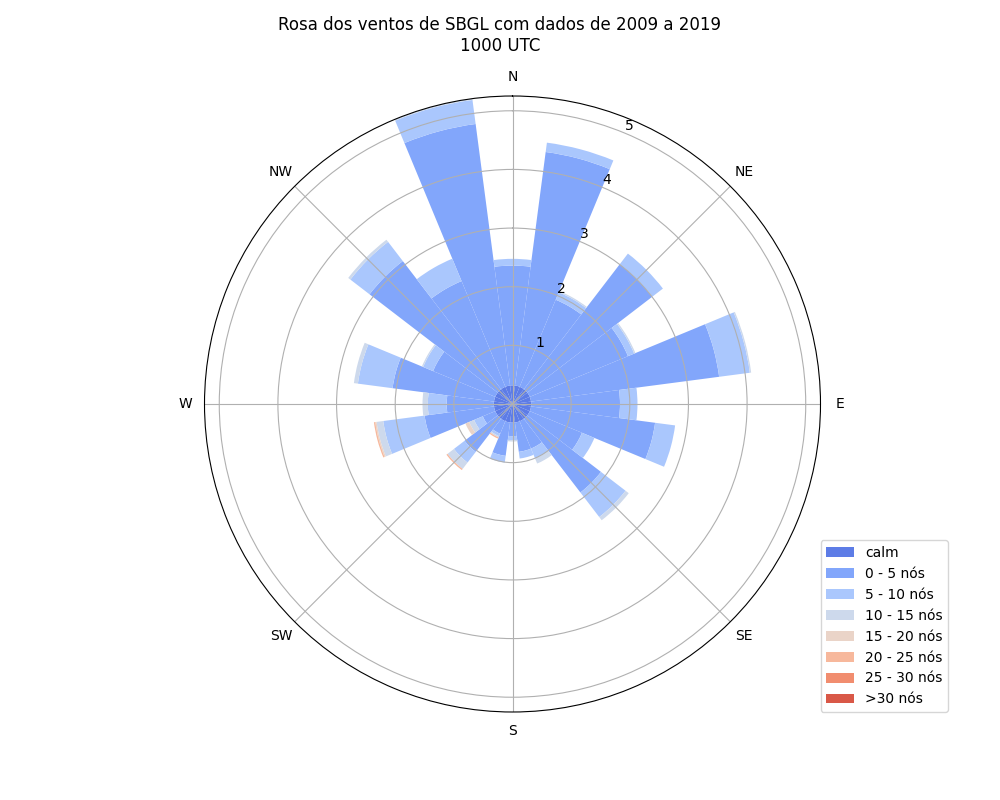 Rosa dos ventos de SBGL com dados de 2009 a 2019
1000 UTC
N
NW
NE
5
4
3
2
1
W
E
SW
SE
S
calm
0 - 5 nós
5 - 10 nós
10 - 15 nós
15 - 20 nós
20 - 25 nós
25 - 30 nós
>30 nós